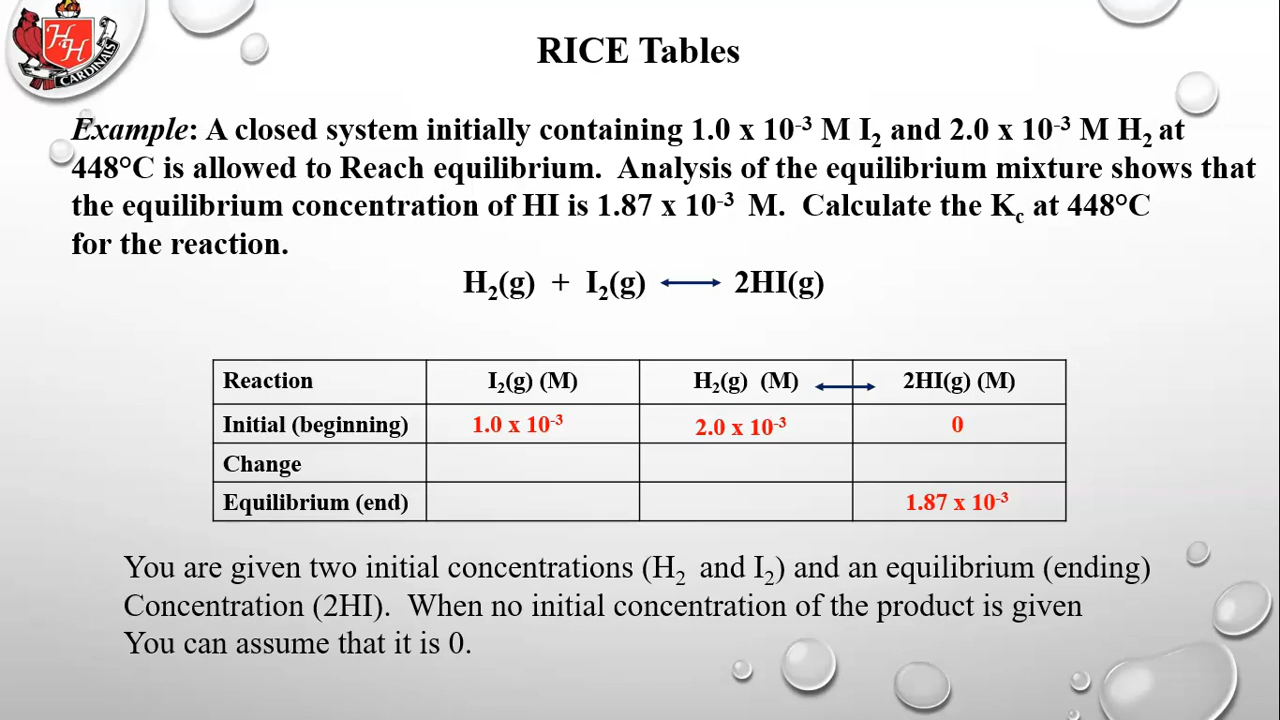 HH
CARDINALS
RICE Tables
Example: A closed system initially containing 1.0 x 10⁻³ M I₂ and 2.0 x 10⁻³ M H₂ at
448°C is allowed to Reach equilibrium. Analysis of the equilibrium mixture shows that
the equilibrium concentration of HI is 1.87 x 10⁻³ M. Calculate the K꜀ at 448°C
for the reaction.
H₂(g) + I₂(g) ⟷ 2HI(g)
Reaction I₂(g) (M) H₂(g) (M) ⟷ 2HI(g) (M)
Initial (beginning) 1.0 x 10⁻³ 2.0 x 10⁻³ 0
Change
Equilibrium (end) 1.87 x 10⁻³
You are given two initial concentrations (H₂ and I₂) and an equilibrium (ending)
Concentration (2HI). When no initial concentration of the product is given
You can assume that it is 0.